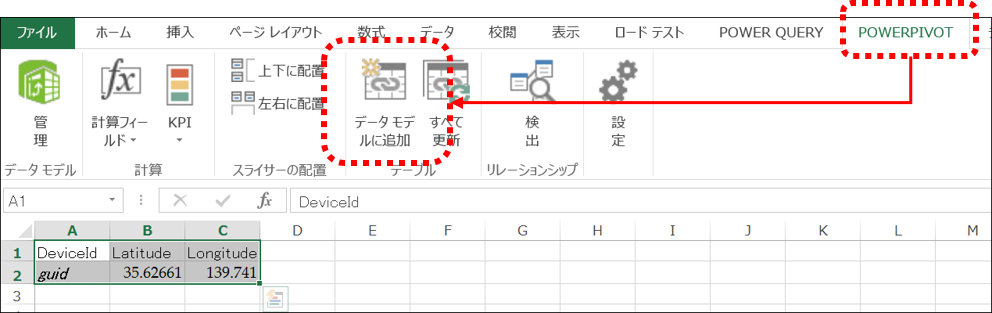 ファイル ホーム 挿入 ページ レイアウト 数式 データ 校閲 表示 ロード テスト POWER QUERY POWERPIVOT
管理
計算フィールド
KPI
上下に配置
左右に配置
データ モデルに追加
すべて更新
検出
設定
データ モデル 計算 スライサーの配置 テーブル リレーションシップ
A1 fx DeviceId
A B C D E F G H I J K L M
1 DeviceId Latitude Longitude
2 guid 35.62661 139.741
3